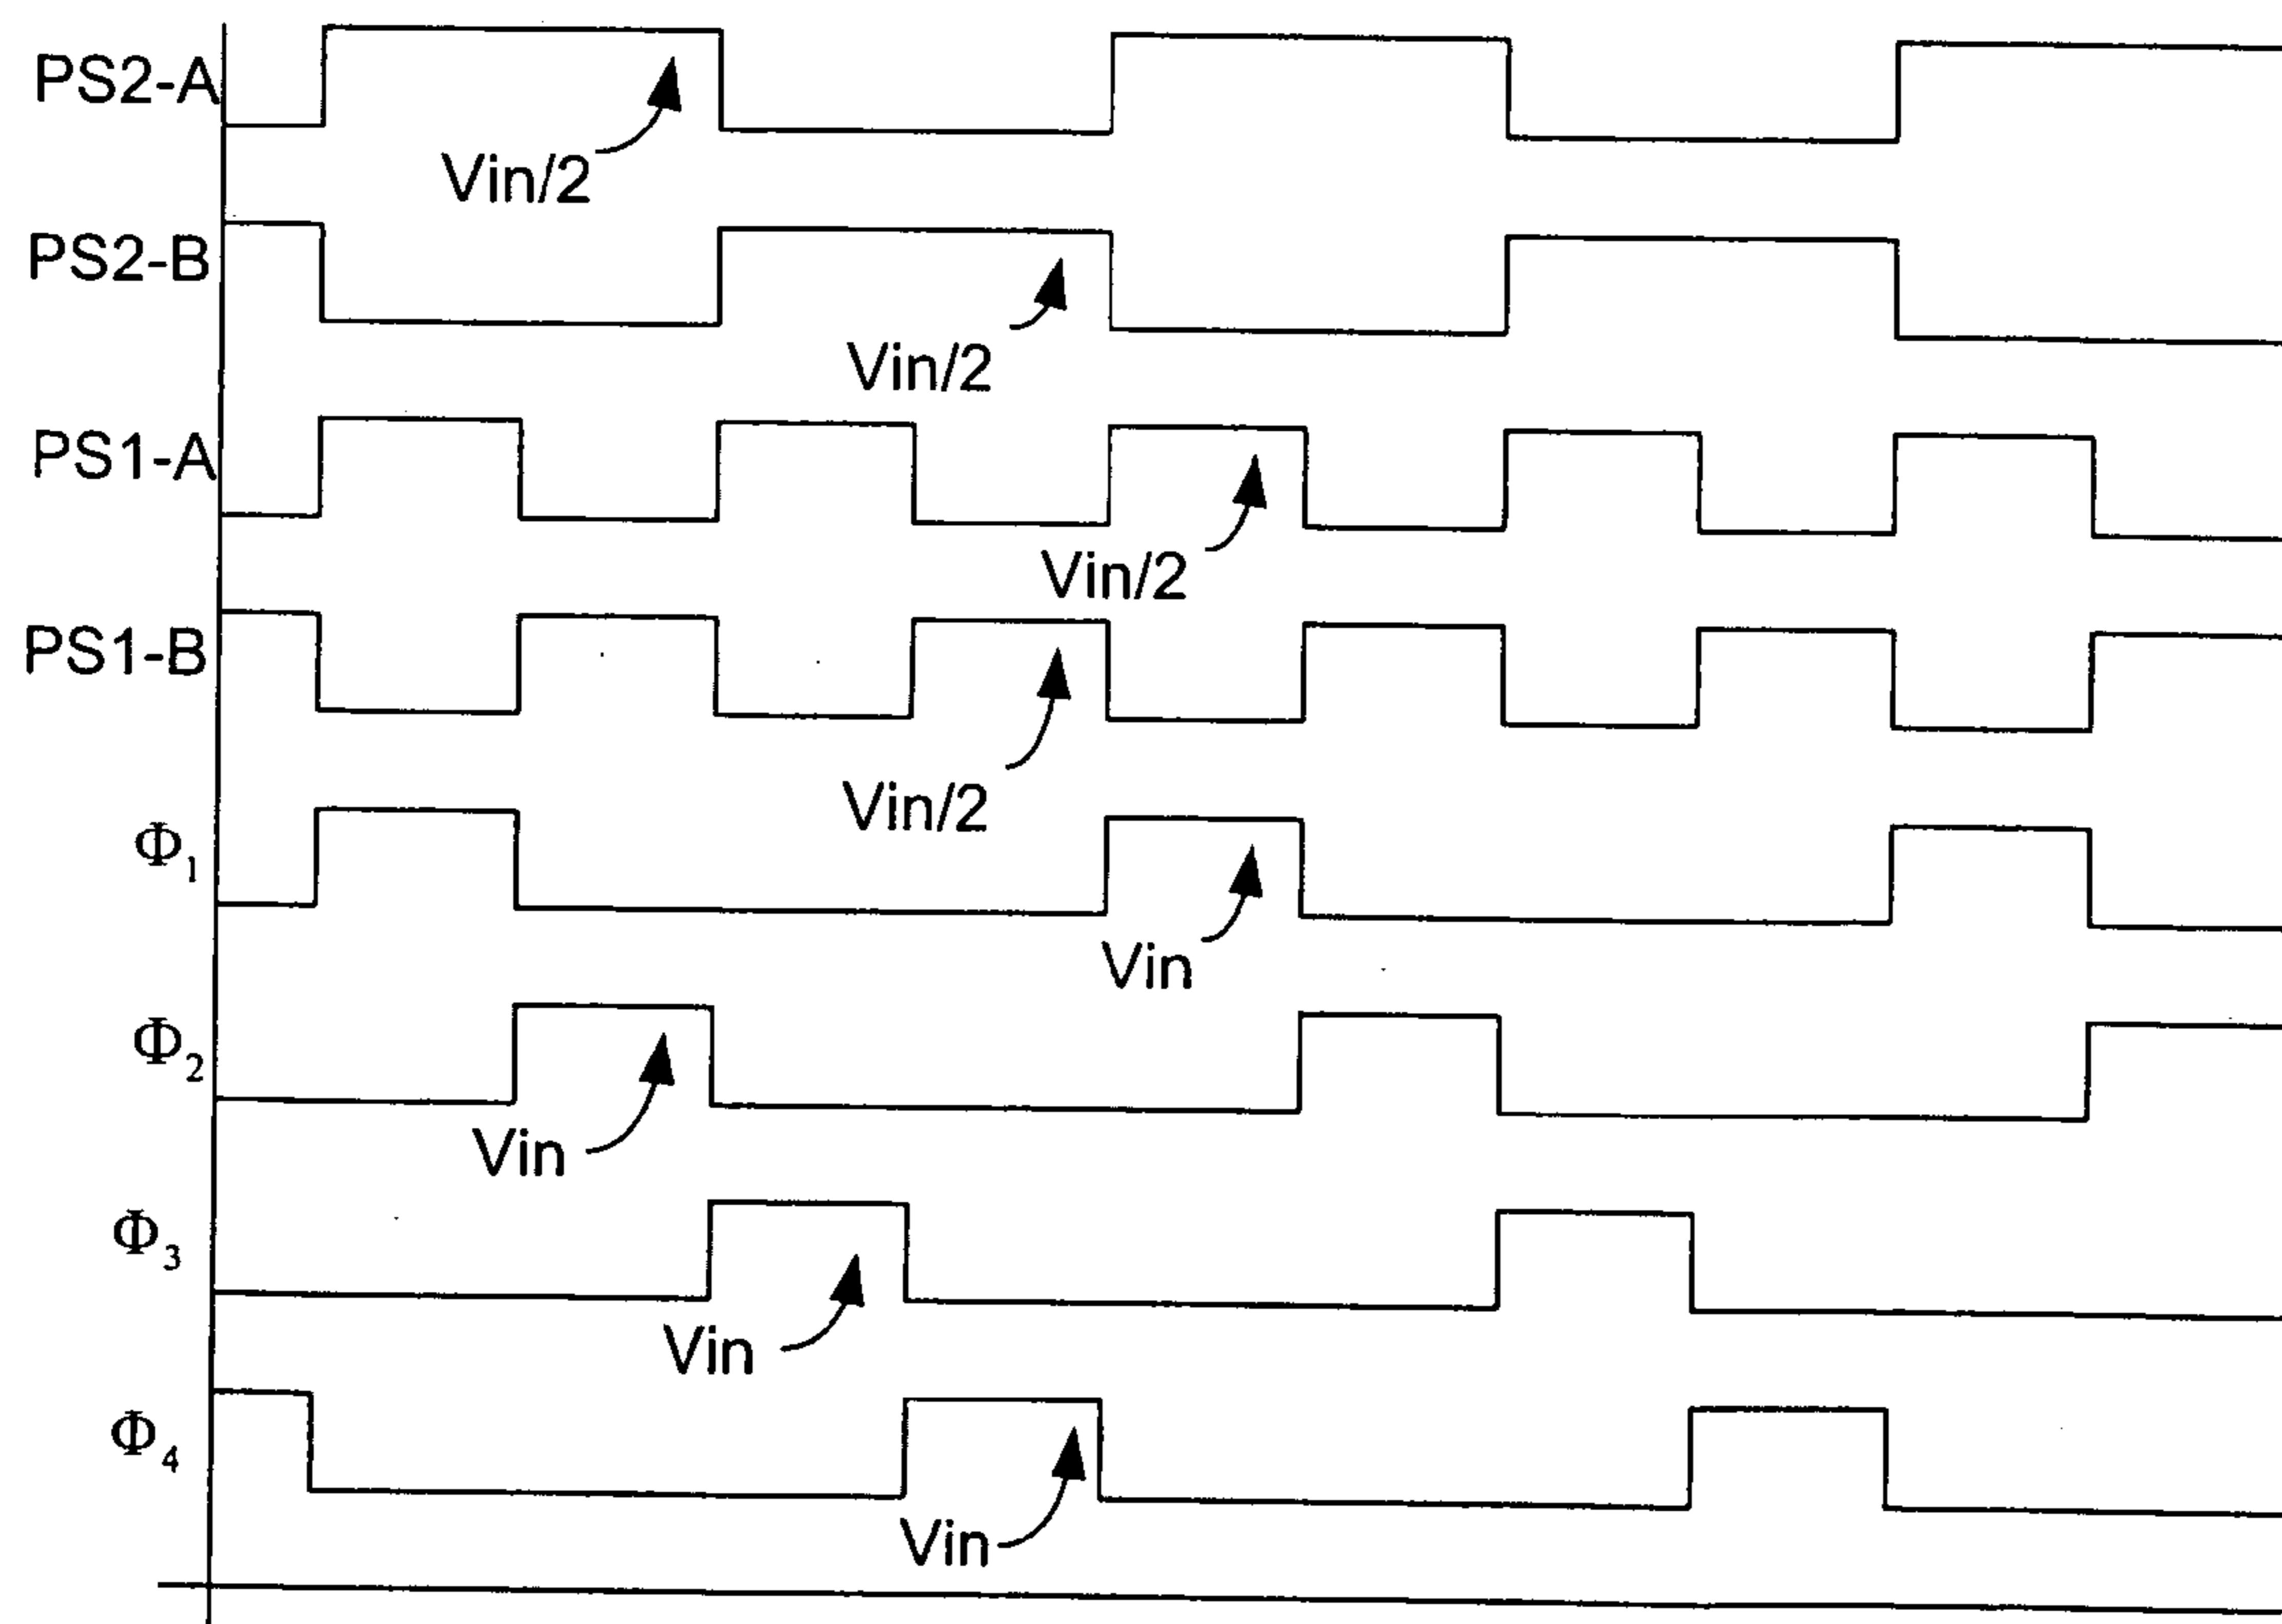 PS2-A
Vin/2
PS2-B
Vin/2
PS1-A
Vin/2
PS1-B
Vin/2
Φ₁
Vin
Φ₂
Vin
Φ₃
Vin
Φ₄
Vin